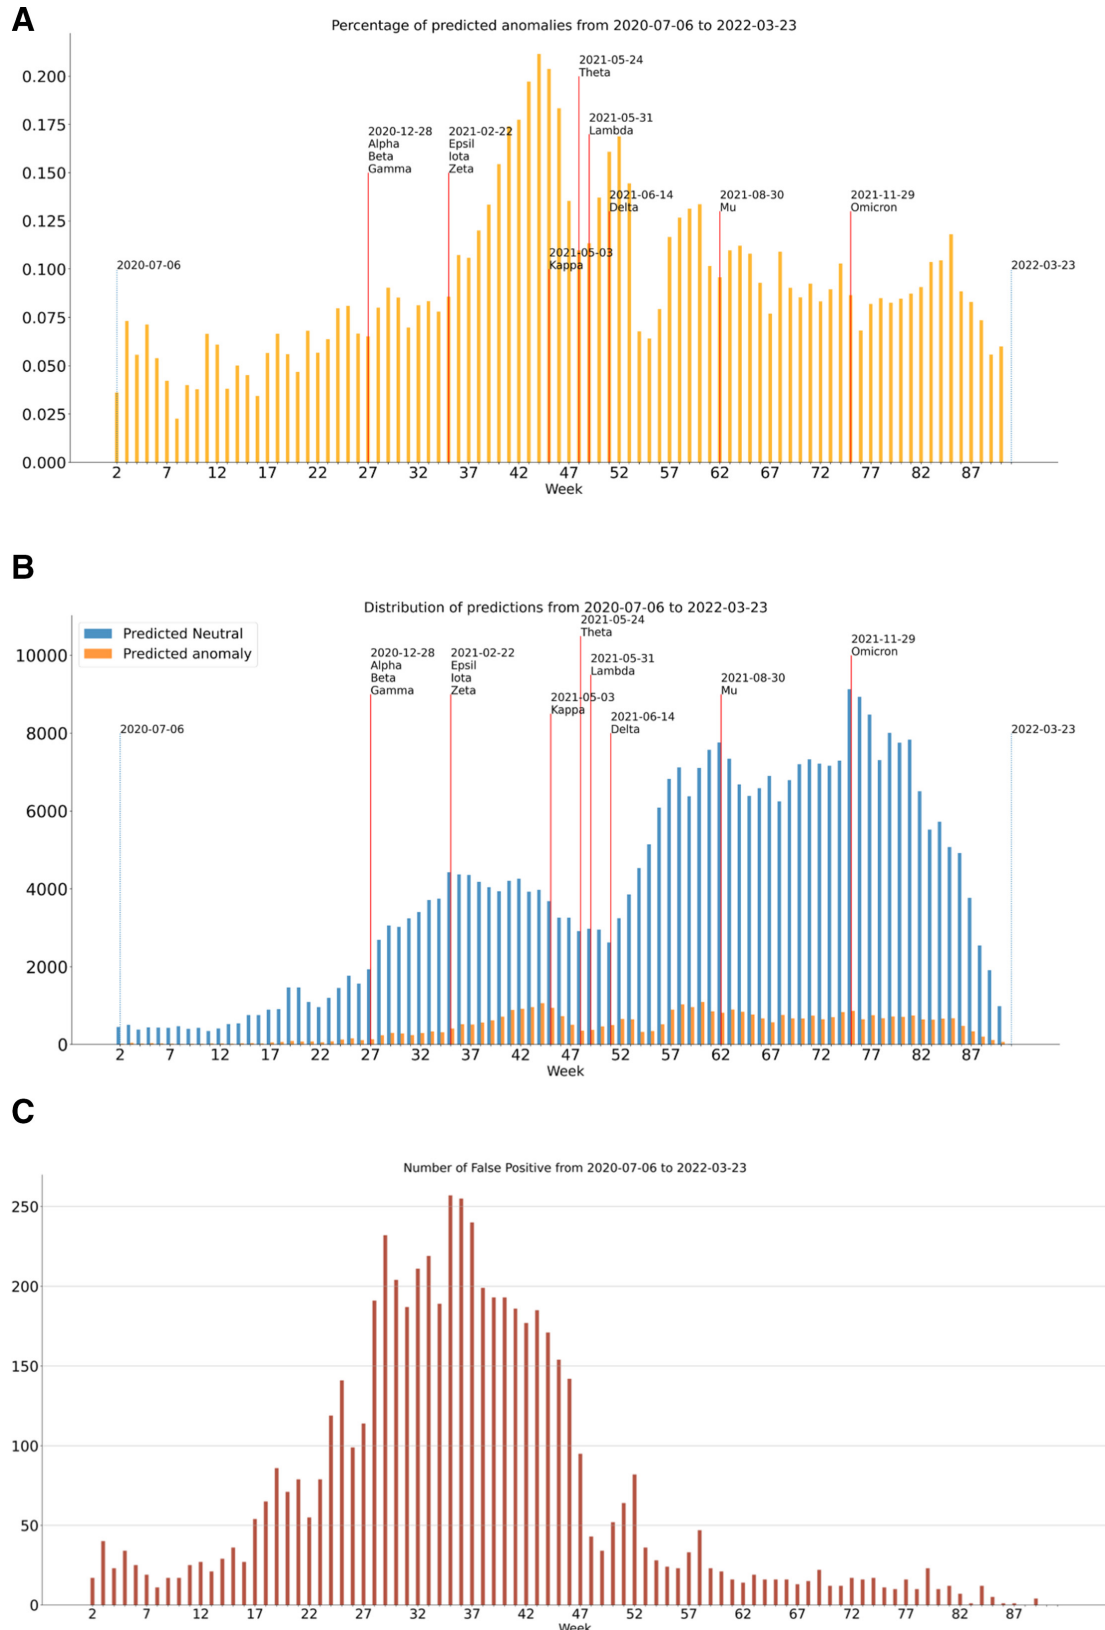 A
Percentage of predicted anomalies from 2020-07-06 to 2022-03-23
0.200
0.175
0.150
0.125
0.100
0.075
0.050
0.025
0.000
2020-07-06
2020-12-28
Alpha
Beta
Gamma
2021-02-22
Epsil
Iota
Zeta
2021-05-03
Kappa
2021-05-24
Theta
2021-05-31
Lambda
2021-06-14
Delta
2021-08-30
Mu
2021-11-29
Omicron
2022-03-23
2 7 12 17 22 27 32 37 42 47 52 57 62 67 72 77 82 87
Week
B
Distribution of predictions from 2020-07-06 to 2022-03-23
Predicted Neutral
Predicted anomaly
10000
8000
6000
4000
2000
0
2020-07-06
2020-12-28
Alpha
Beta
Gamma
2021-02-22
Epsil
Iota
Zeta
2021-05-03
Kappa
2021-05-24
Theta
2021-05-31
Lambda
2021-06-14
Delta
2021-08-30
Mu
2021-11-29
Omicron
2022-03-23
2 7 12 17 22 27 32 37 42 47 52 57 62 67 72 77 82 87
Week
C
Number of False Positive from 2020-07-06 to 2022-03-23
250
200
150
100
50
0
2 7 12 17 22 27 32 37 42 47 52 57 62 67 72 77 82 87
Week